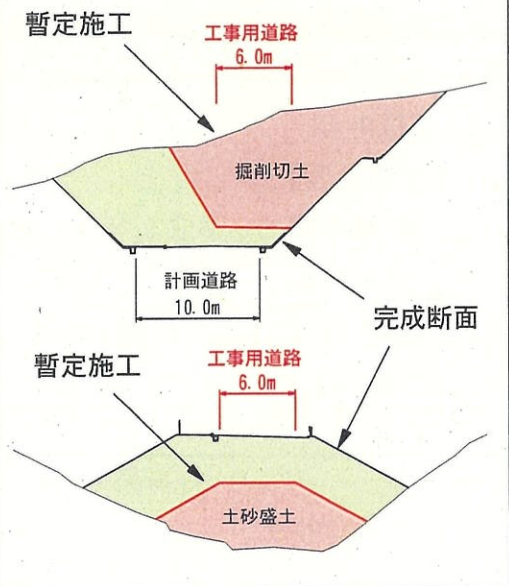 暫定施工
工事用道路
6.0m
掘削切土
計画道路
10.0m
完成断面
暫定施工
工事用道路
6.0m
土砂盛土